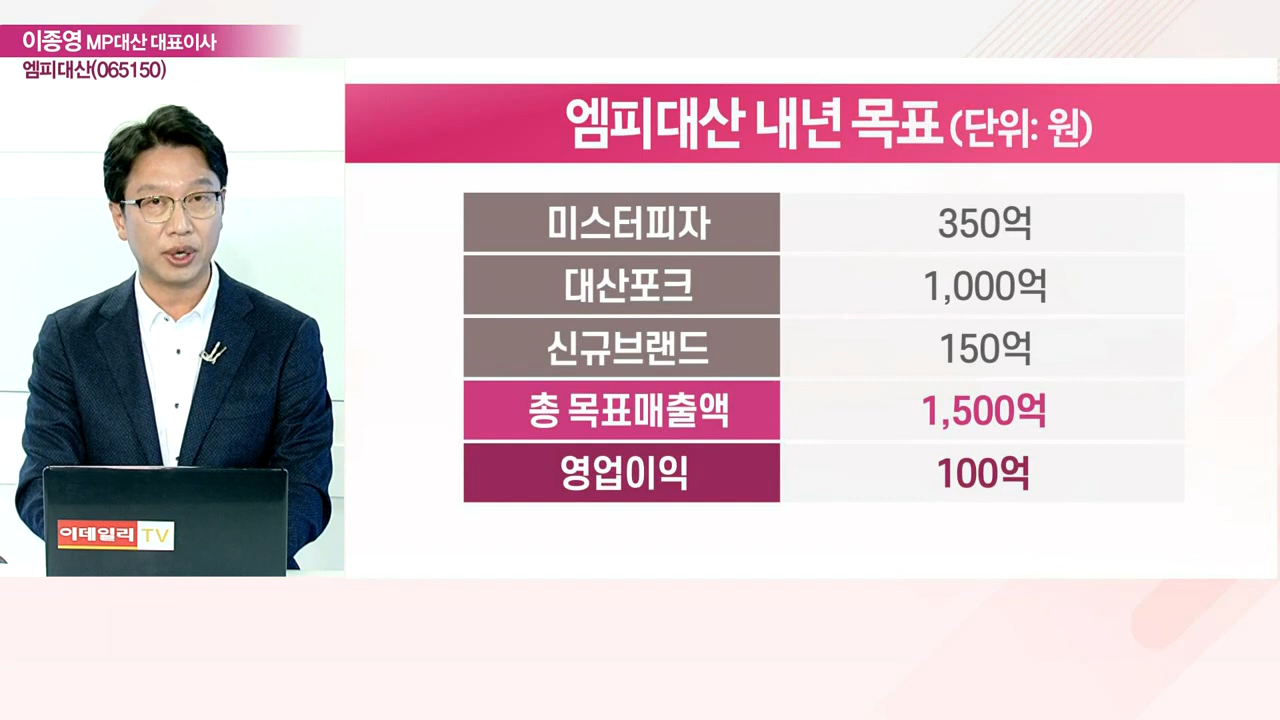 이종영 MP대산 대표이사
엠피대산(065150)
엠피대산 내년 목표 (단위: 원)
미스터피자 350억
대산포크 1,000억
신규브랜드 150억
총 목표매출액 1,500억
영업이익 100억
이데일리 TV